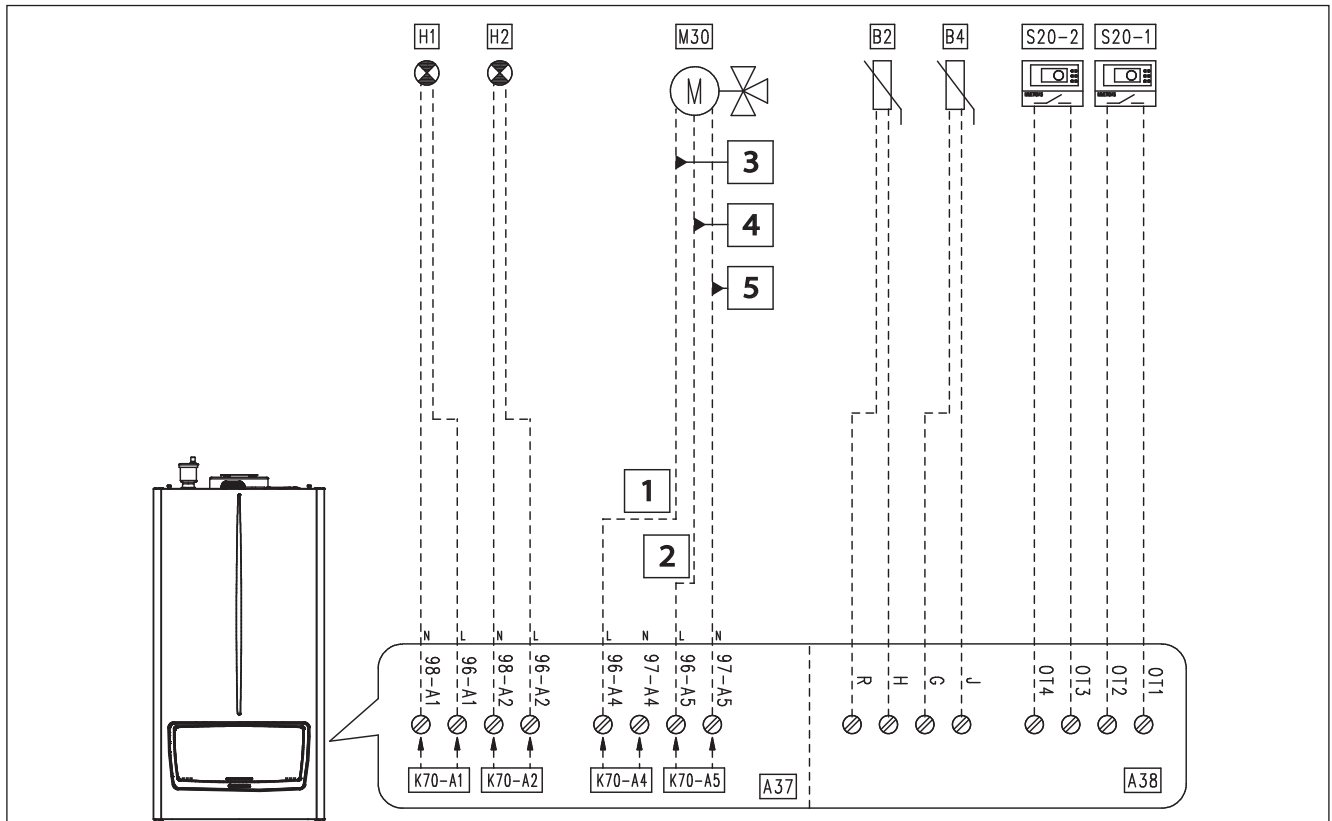 H1 H2 M30 B2 B4 S20-2 S20-1
M
3
4
5
1
2
N L N L L N L N
98-A1 96-A1 98-A2 96-A2 96-A4 97-A4 96-A5 97-A5 R H G J OT4 OT3 OT2 OT1
K70-A1 K70-A2 K70-A4 K70-A5 A37 A38